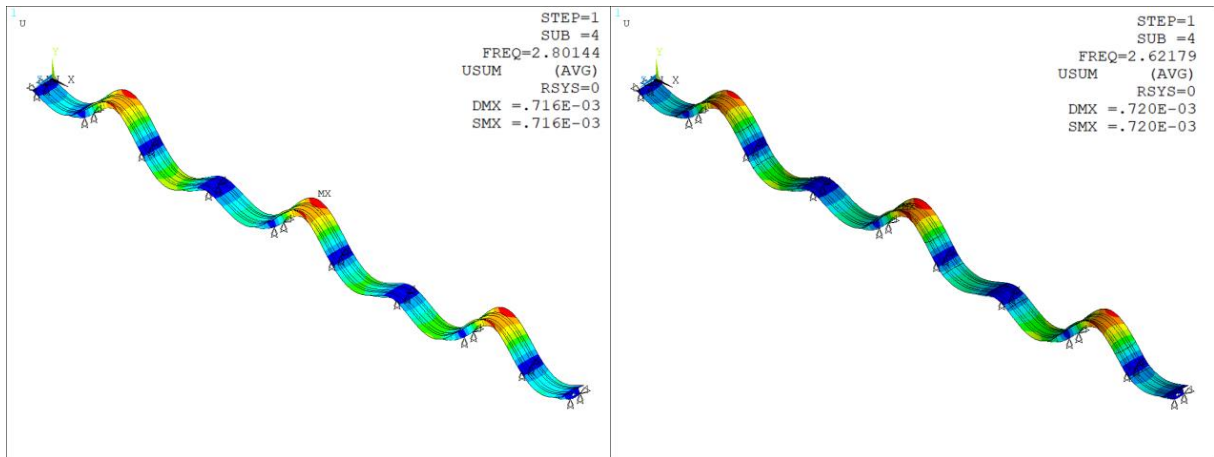 1
U
STEP=1
SUB =4
FREQ=2.80144
USUM (AVG)
RSYS=0
DMX =.716E-03
SMX =.716E-03
Y
X
MX
1
U
STEP=1
SUB =4
FREQ=2.62179
USUM (AVG)
RSYS=0
DMX =.720E-03
SMX =.720E-03
Y
X